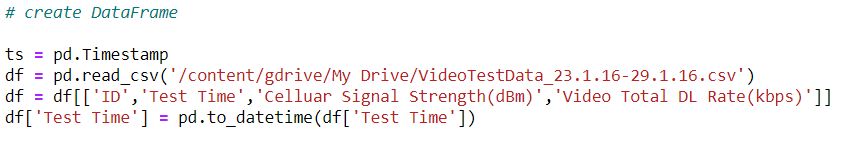 # create DataFrame
ts = pd.Timestamp
df = pd.read_csv('/content/gdrive/My Drive/VideoTestData_23.1.16-29.1.16.csv')
df = df[['ID','Test Time','Celluar Signal Strength(dBm)','Video Total DL Rate(kbps)']]
df['Test Time'] = pd.to_datetime(df['Test Time'])